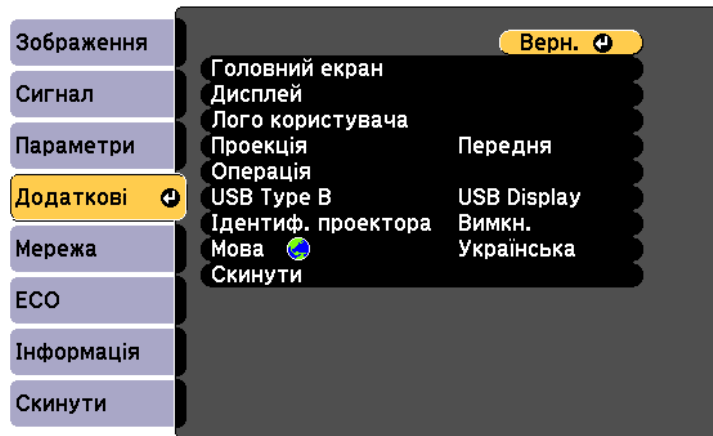 Зображення
Сигнал
Параметри
Додаткові
Мережа
ECO
Інформація
Скинути
Верн.
Головний екран
Дисплей
Лого користувача
Проекція Передня
Операція
USB Type B USB Display
Ідентиф. проектора Вимкн.
Мова Українська
Скинути